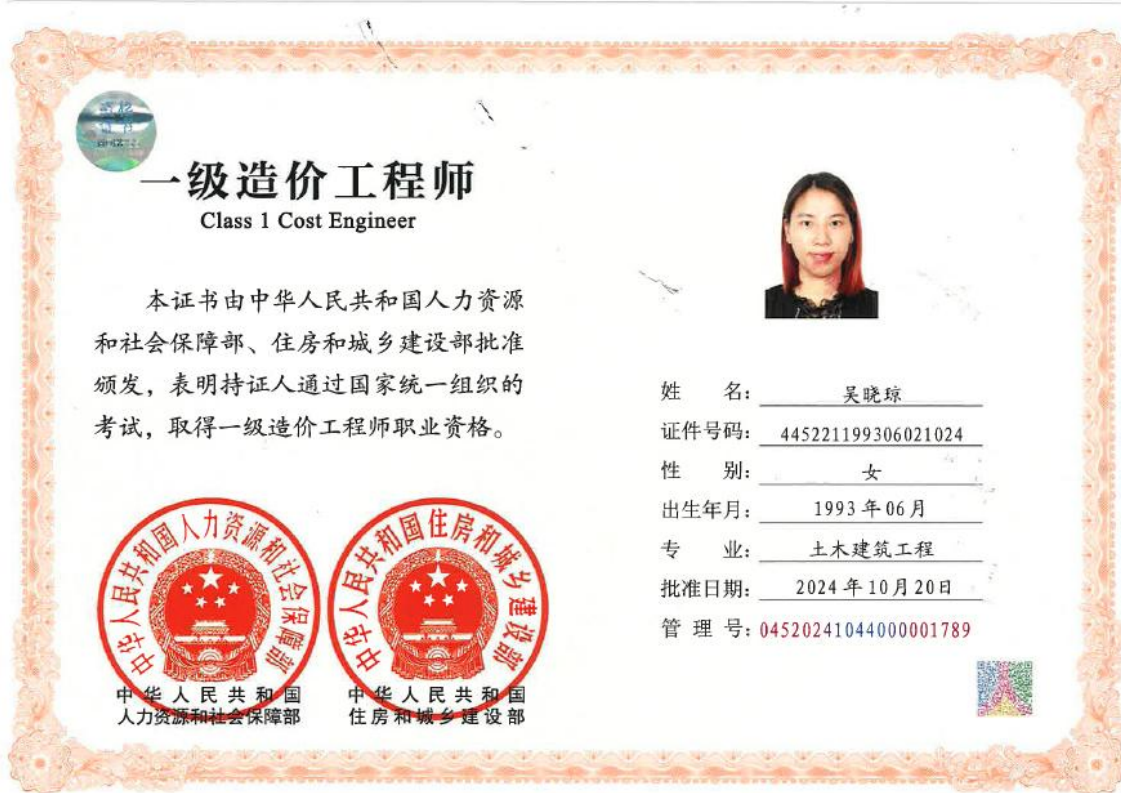 一级造价工程师
Class 1 Cost Engineer
本证书由中华人民共和国人力资源
和社会保障部、住房和城乡建设部批准
颁发，表明持证人通过国家统一组织的
考试，取得一级造价工程师职业资格。
中华人民共和国人力资源和社会保障部
中华人民共和国住房和城乡建设部
中华人民共和国
人力资源和社会保障部
中华人民共和国
住房和城乡建设部
姓 名：吴晓琼
证件号码：445221199306021024
性 别：女
出生年月：1993年06月
专 业：土木建筑工程
批准日期：2024年10月20日
管 理 号：04520241044000001789